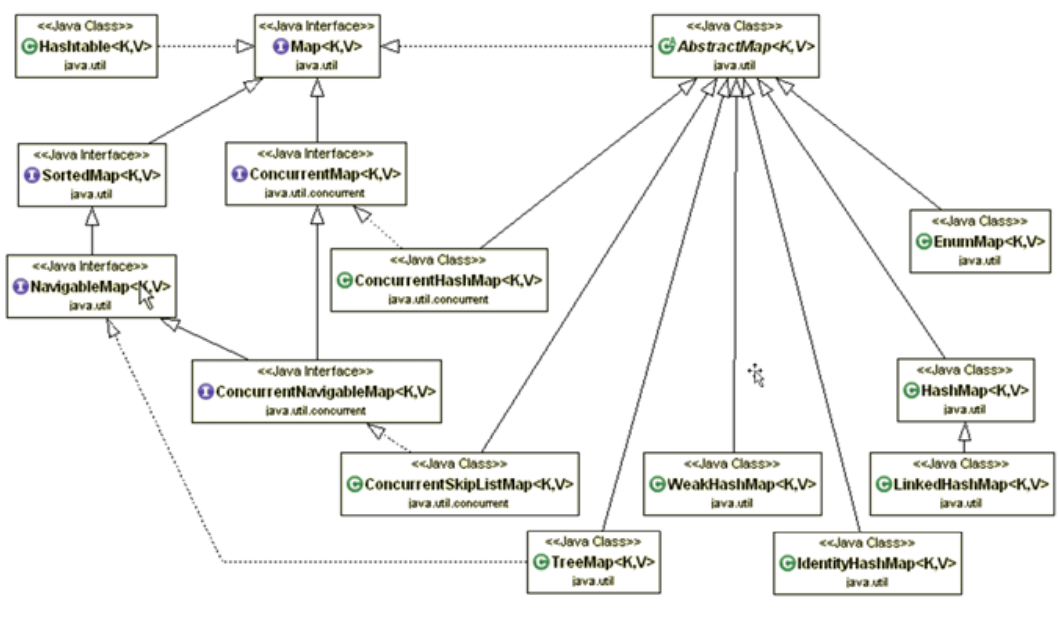 <<Java Class>>
Hashtable<K,V>
java.util
<<Java Interface>>
Map<K,V>
java.util
<<Java Class>>
AbstractMap<K,V>
java.util
<<Java Interface>>
SortedMap<K,V>
java.util
<<Java Interface>>
ConcurrentMap<K,V>
java.util.concurrent
<<Java Class>>
EnumMap<K,V>
java.util
<<Java Interface>>
NavigableMap<K,V>
java.util
<<Java Class>>
ConcurrentHashMap<K,V>
java.util.concurrent
<<Java Interface>>
ConcurrentNavigableMap<K,V>
java.util.concurrent
<<Java Class>>
HashMap<K,V>
java.util
<<Java Class>>
ConcurrentSkipListMap<K,V>
java.util.concurrent
<<Java Class>>
WeakHashMap<K,V>
java.util
<<Java Class>>
LinkedHashMap<K,V>
java.util
<<Java Class>>
TreeMap<K,V>
java.util
<<Java Class>>
IdentityHashMap<K,V>
java.util